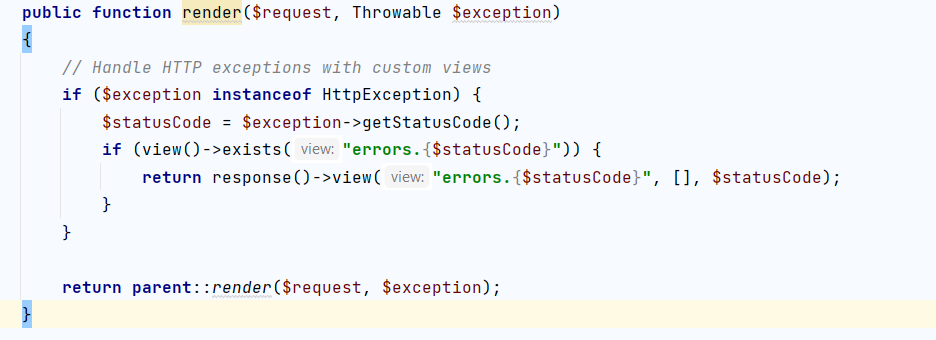 public function render($request, Throwable $exception)
{
    // Handle HTTP exceptions with custom views
    if ($exception instanceof HttpException) {
        $statusCode = $exception->getStatusCode();
        if (view()->exists( view: "errors.{$statusCode}")) {
            return response()->view( view: "errors.{$statusCode}", [], $statusCode);
        }
    }
    return parent::render($request, $exception);
}